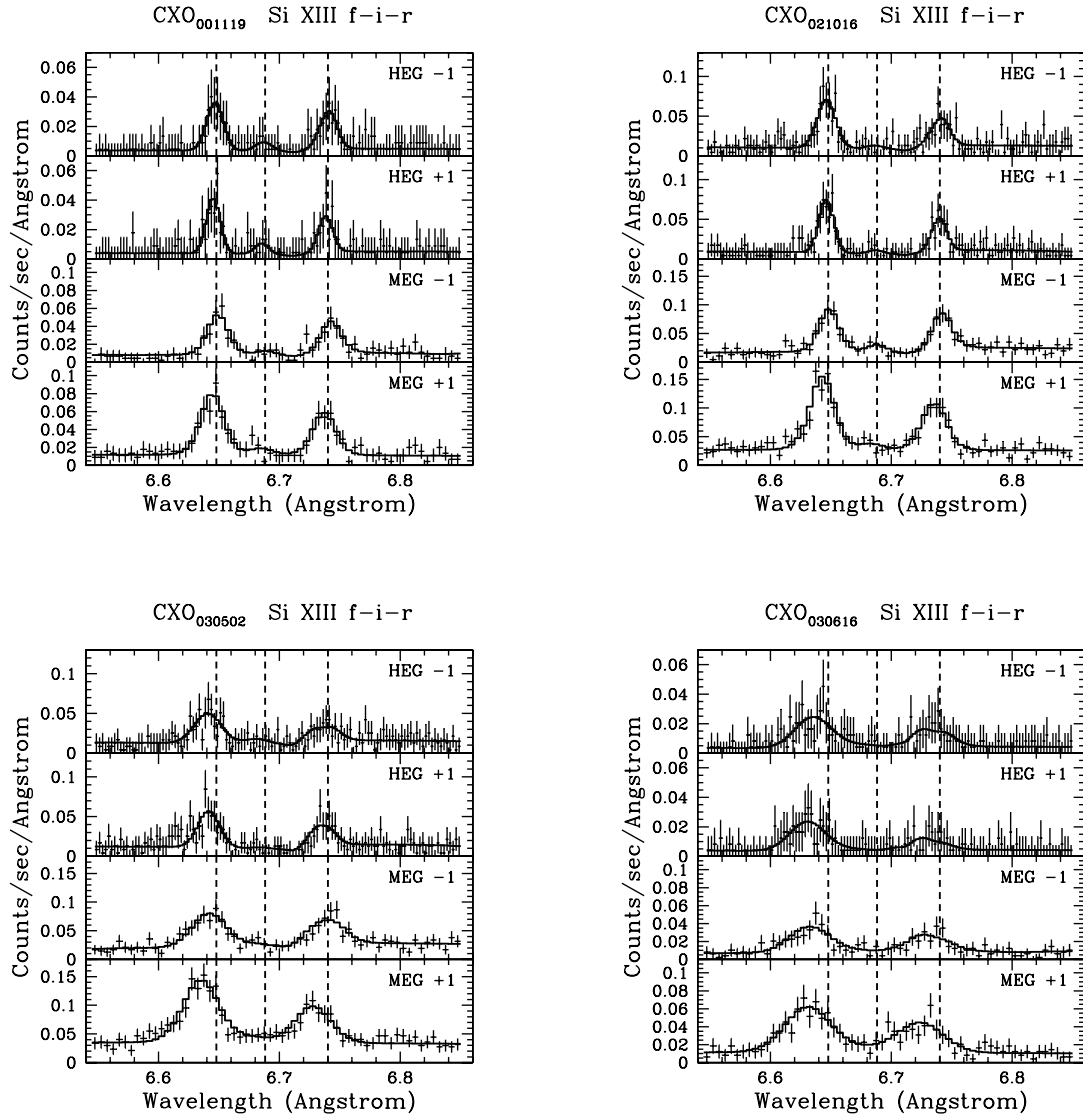 CXO001119 Si XIII f-i-r
HEG -1
0.06
0.04
0.02
0
HEG +1
0.06
0.04
0.02
0
MEG -1
0.1
0.08
0.06
0.04
0.02
0
MEG +1
0.1
0.08
0.06
0.04
0.02
0
6.6
6.7
6.8
Counts/sec/Angstrom
Wavelength (Angstrom)
CXO021016 Si XIII f-i-r
HEG -1
0.1
0.05
0
HEG +1
0.1
0.05
0
MEG -1
0.15
0.1
0.05
0
MEG +1
0.15
0.1
0.05
0
6.6
6.7
6.8
Counts/sec/Angstrom
Wavelength (Angstrom)
CXO030502 Si XIII f-i-r
HEG -1
0.1
0.05
0
HEG +1
0.1
0.05
0
MEG -1
0.15
0.1
0.05
0
MEG +1
0.15
0.1
0.05
0
6.6
6.7
6.8
Counts/sec/Angstrom
Wavelength (Angstrom)
CXO030616 Si XIII f-i-r
HEG -1
0.06
0.04
0.02
0
HEG +1
0.06
0.04
0.02
0
MEG -1
0.1
0.08
0.06
0.04
0.02
0
MEG +1
0.1
0.08
0.06
0.04
0.02
0
6.6
6.7
6.8
Counts/sec/Angstrom
Wavelength (Angstrom)